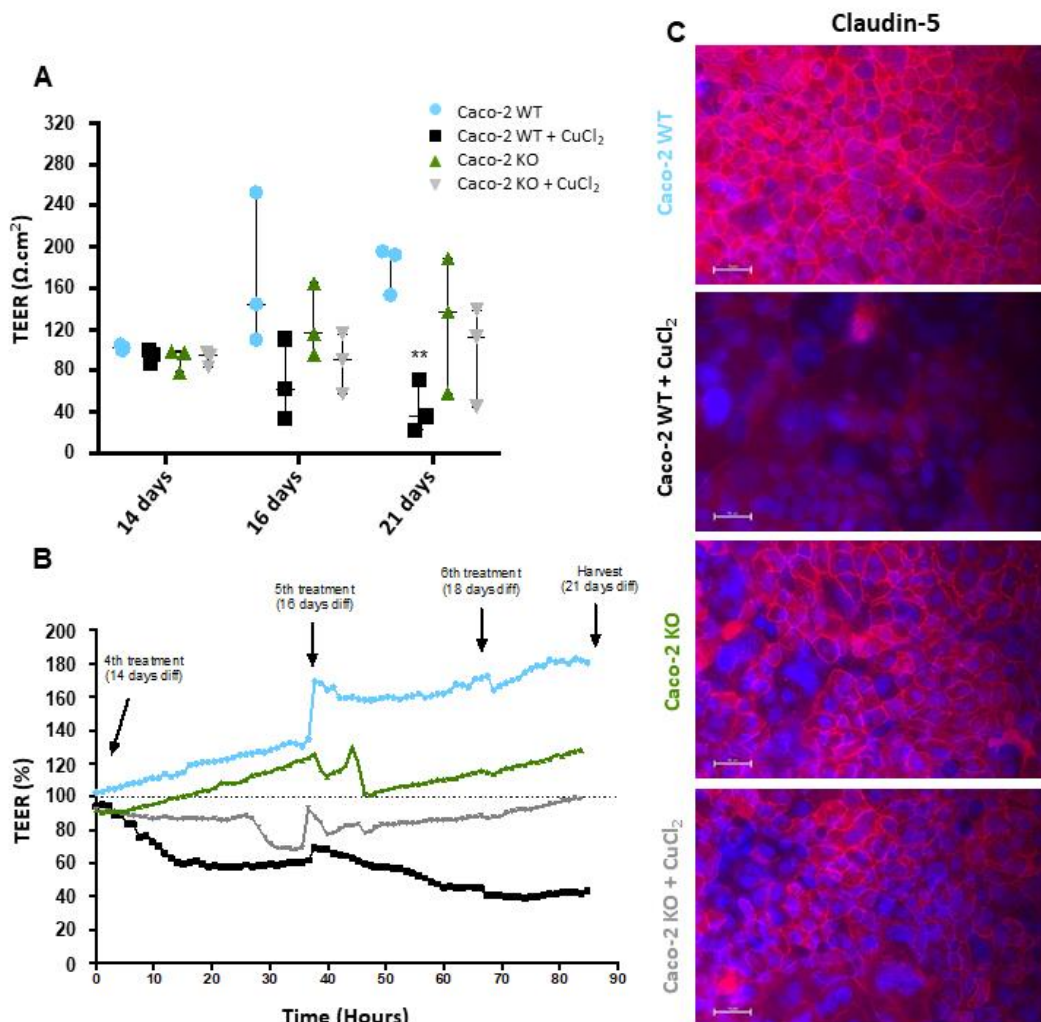 A
320
280
240
200
160
120
80
40
0
TEER (Ω.cm²)
14 days
16 days
21 days
**
Caco-2 WT
Caco-2 WT + CuCl₂
Caco-2 KO
Caco-2 KO + CuCl₂
B
200
180
160
140
120
100
80
60
40
20
0
TEER (%)
4th treatment
(14 days diff)
5th treatment
(16 days diff)
6th treatment
(18 days diff)
Harvest
(21 days diff)
0
10
20
30
40
50
60
70
80
90
Time (Hours)
C
Claudin-5
Caco-2 WT
Caco-2 WT + CuCl₂
Caco-2 KO
Caco-2 KO + CuCl₂